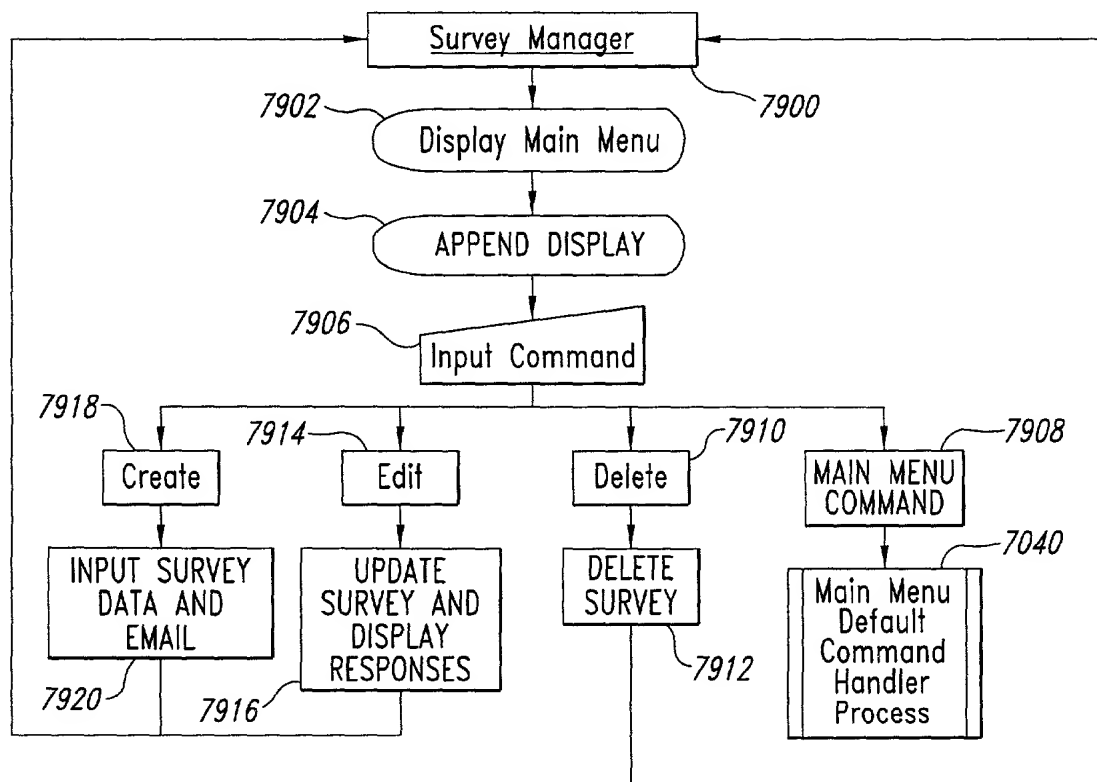 Survey Manager
7900
7902
Display Main Menu
7904
APPEND DISPLAY
7906
Input Command
7918
7914
7910
7908
Create
Edit
Delete
MAIN MENU
COMMAND
7040
INPUT SURVEY
DATA AND
EMAIL
7920
UPDATE
SURVEY AND
DISPLAY
RESPONSES
7916
DELETE
SURVEY
7912
Main Menu
Default
Command
Handler
Process